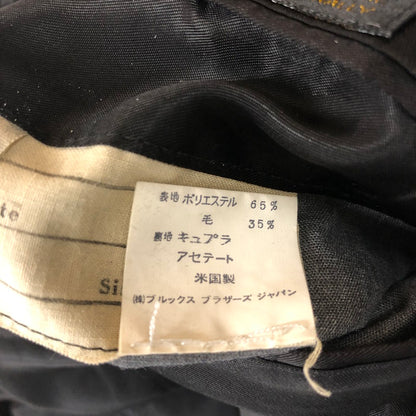 te
表地 ポリエステル 65%
毛 35%
裏地 キュプラ
アセテート
米国製
Si
(株)ブルックス ブラザーズ ジャパン